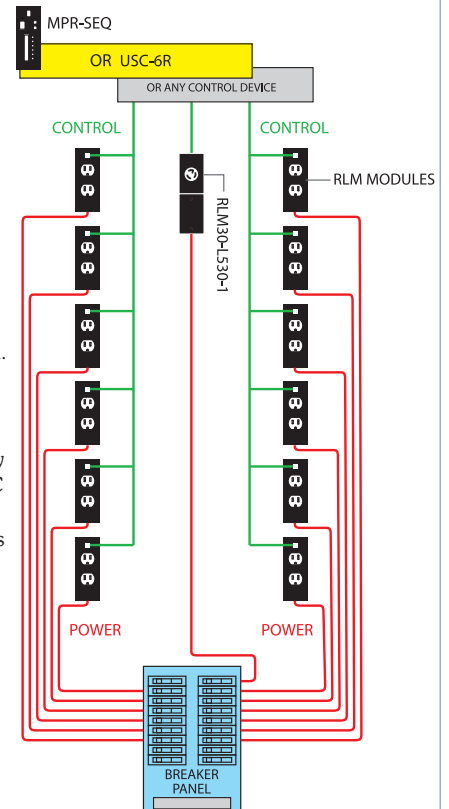 MPR-SEQ
OR USC-6R
OR ANY CONTROL DEVICE
CONTROL
CONTROL
RLM MODULES
RLM30-L530-1
POWER
POWER
BREAKER
PANEL